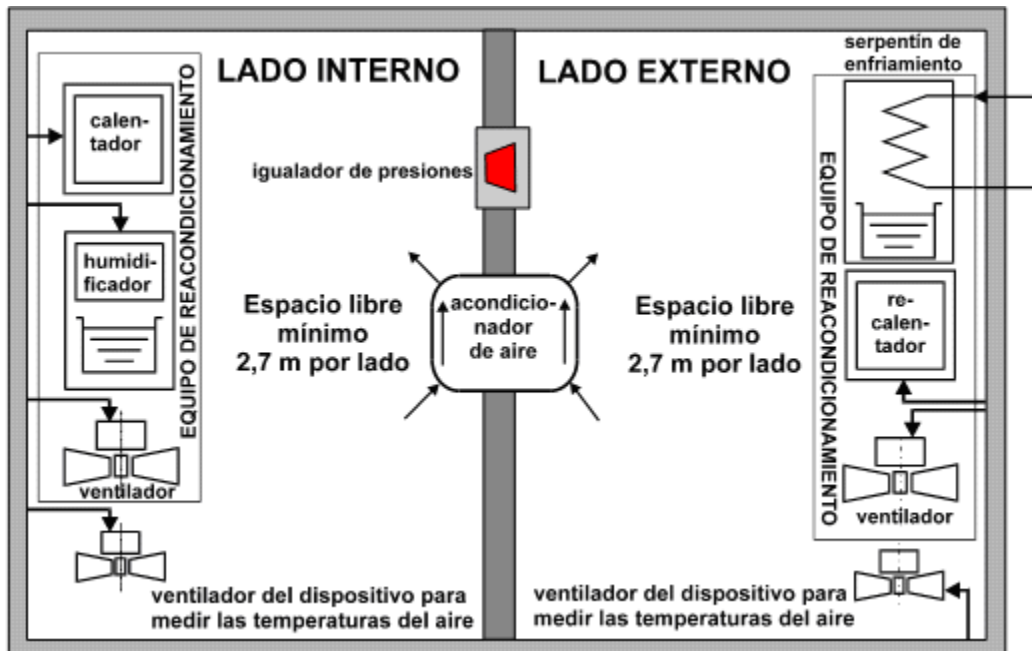 LADO INTERNO
calen-
tador
humidi-
ficador
EQUIPO DE REACONDICIONAMIENTO
ventilador
igualador de presiones
Espacio libre
mínimo
2,7 m por lado
ventilador del dispositivo para
medir las temperaturas del aire
acondicio-
nador
de aire
LADO EXTERNO
serpentín de
enfriamiento
EQUIPO DE REACONDICIONAMIENTO
re-
calen-
tador
Espacio libre
mínimo
2,7 m por lado
ventilador
ventilador del dispositivo para
medir las temperaturas del aire